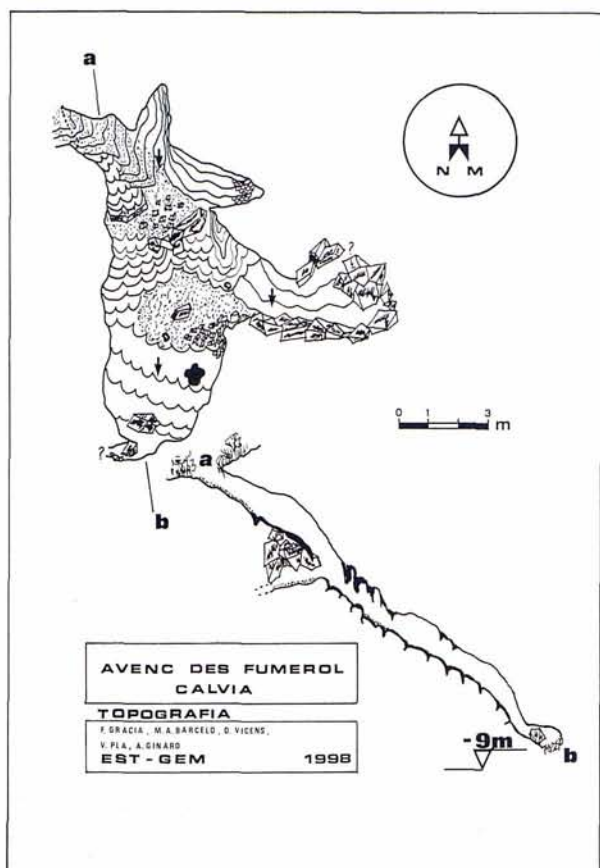 a
N M
?
0 1 3 m
?
a
b
AVENC DES FUMEROL
CALVIA
TOPOGRAFIA
F. GRACIA, M.A. BARCELO, D. VICENS,
V. PLA, A. GINARD
EST-GEM 1998
-9m
b